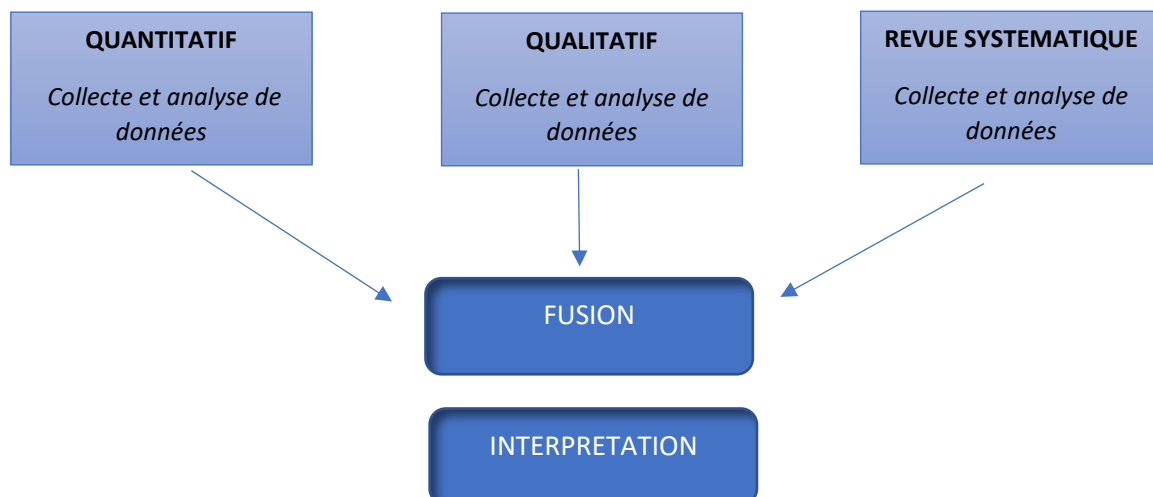 QUANTITATIF
Collecte et analyse de
données
QUALITATIF
Collecte et analyse de
données
REVUE SYSTEMATIQUE
Collecte et analyse de
données
FUSION
INTERPRETATION